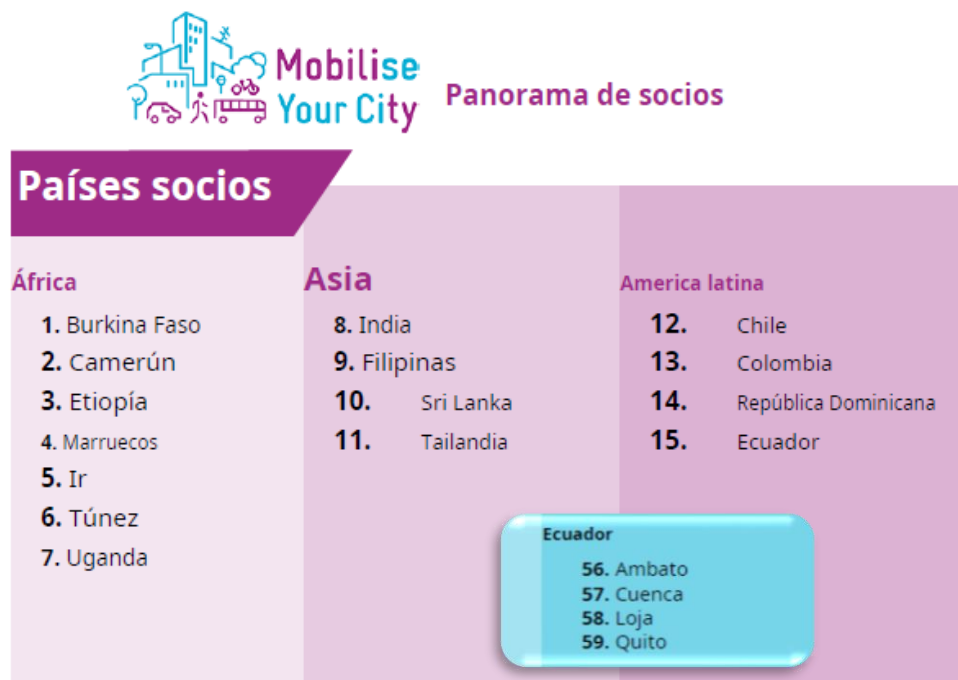 Mobilise
Your City
Panorama de socios
Países socios
África
1. Burkina Faso
2. Camerún
3. Etiopía
4. Marruecos
5. Ir
6. Túnez
7. Uganda
Asia
8. India
9. Filipinas
10. Sri Lanka
11. Tailandia
America latina
12. Chile
13. Colombia
14. República Dominicana
15. Ecuador
Ecuador
56. Ambato
57. Cuenca
58. Loja
59. Quito